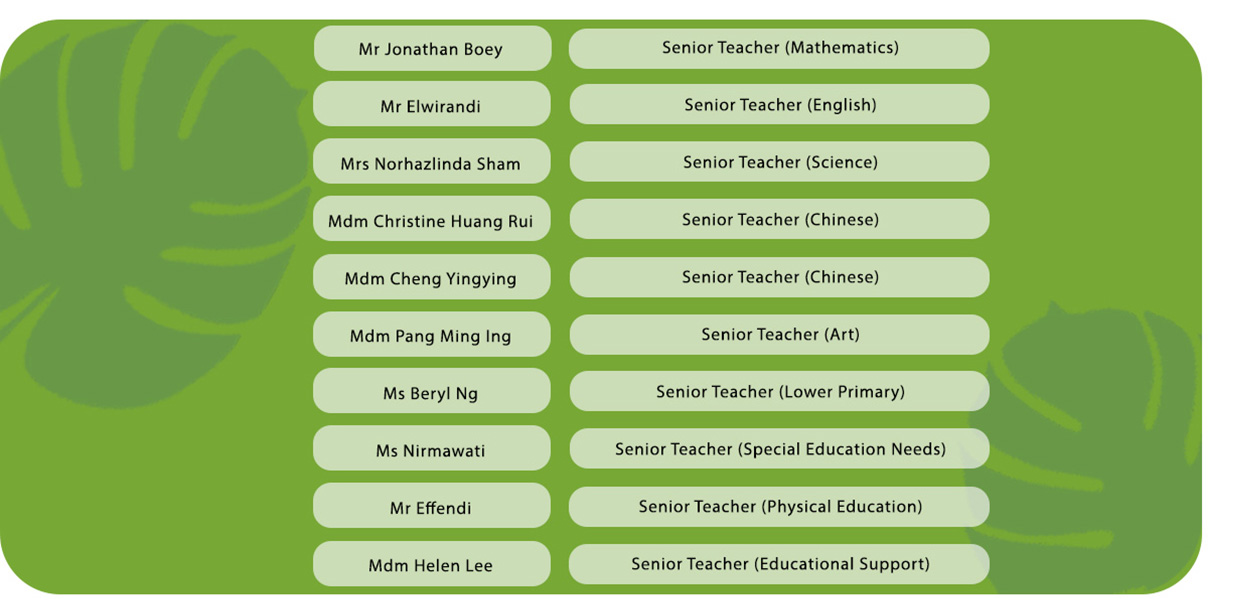 Mr Jonathan Boey Senior Teacher (Mathematics)
Mr Elwirandi Senior Teacher (English)
Mrs Norhazlinda Sham Senior Teacher (Science)
Mdm Christine Huang Rui Senior Teacher (Chinese)
Mdm Cheng Yingying Senior Teacher (Chinese)
Mdm Pang Ming Ing Senior Teacher (Art)
Ms Beryl Ng Senior Teacher (Lower Primary)
Ms Nirmawati Senior Teacher (Special Education Needs)
Mr Effendi Senior Teacher (Physical Education)
Mdm Helen Lee Senior Teacher (Educational Support)